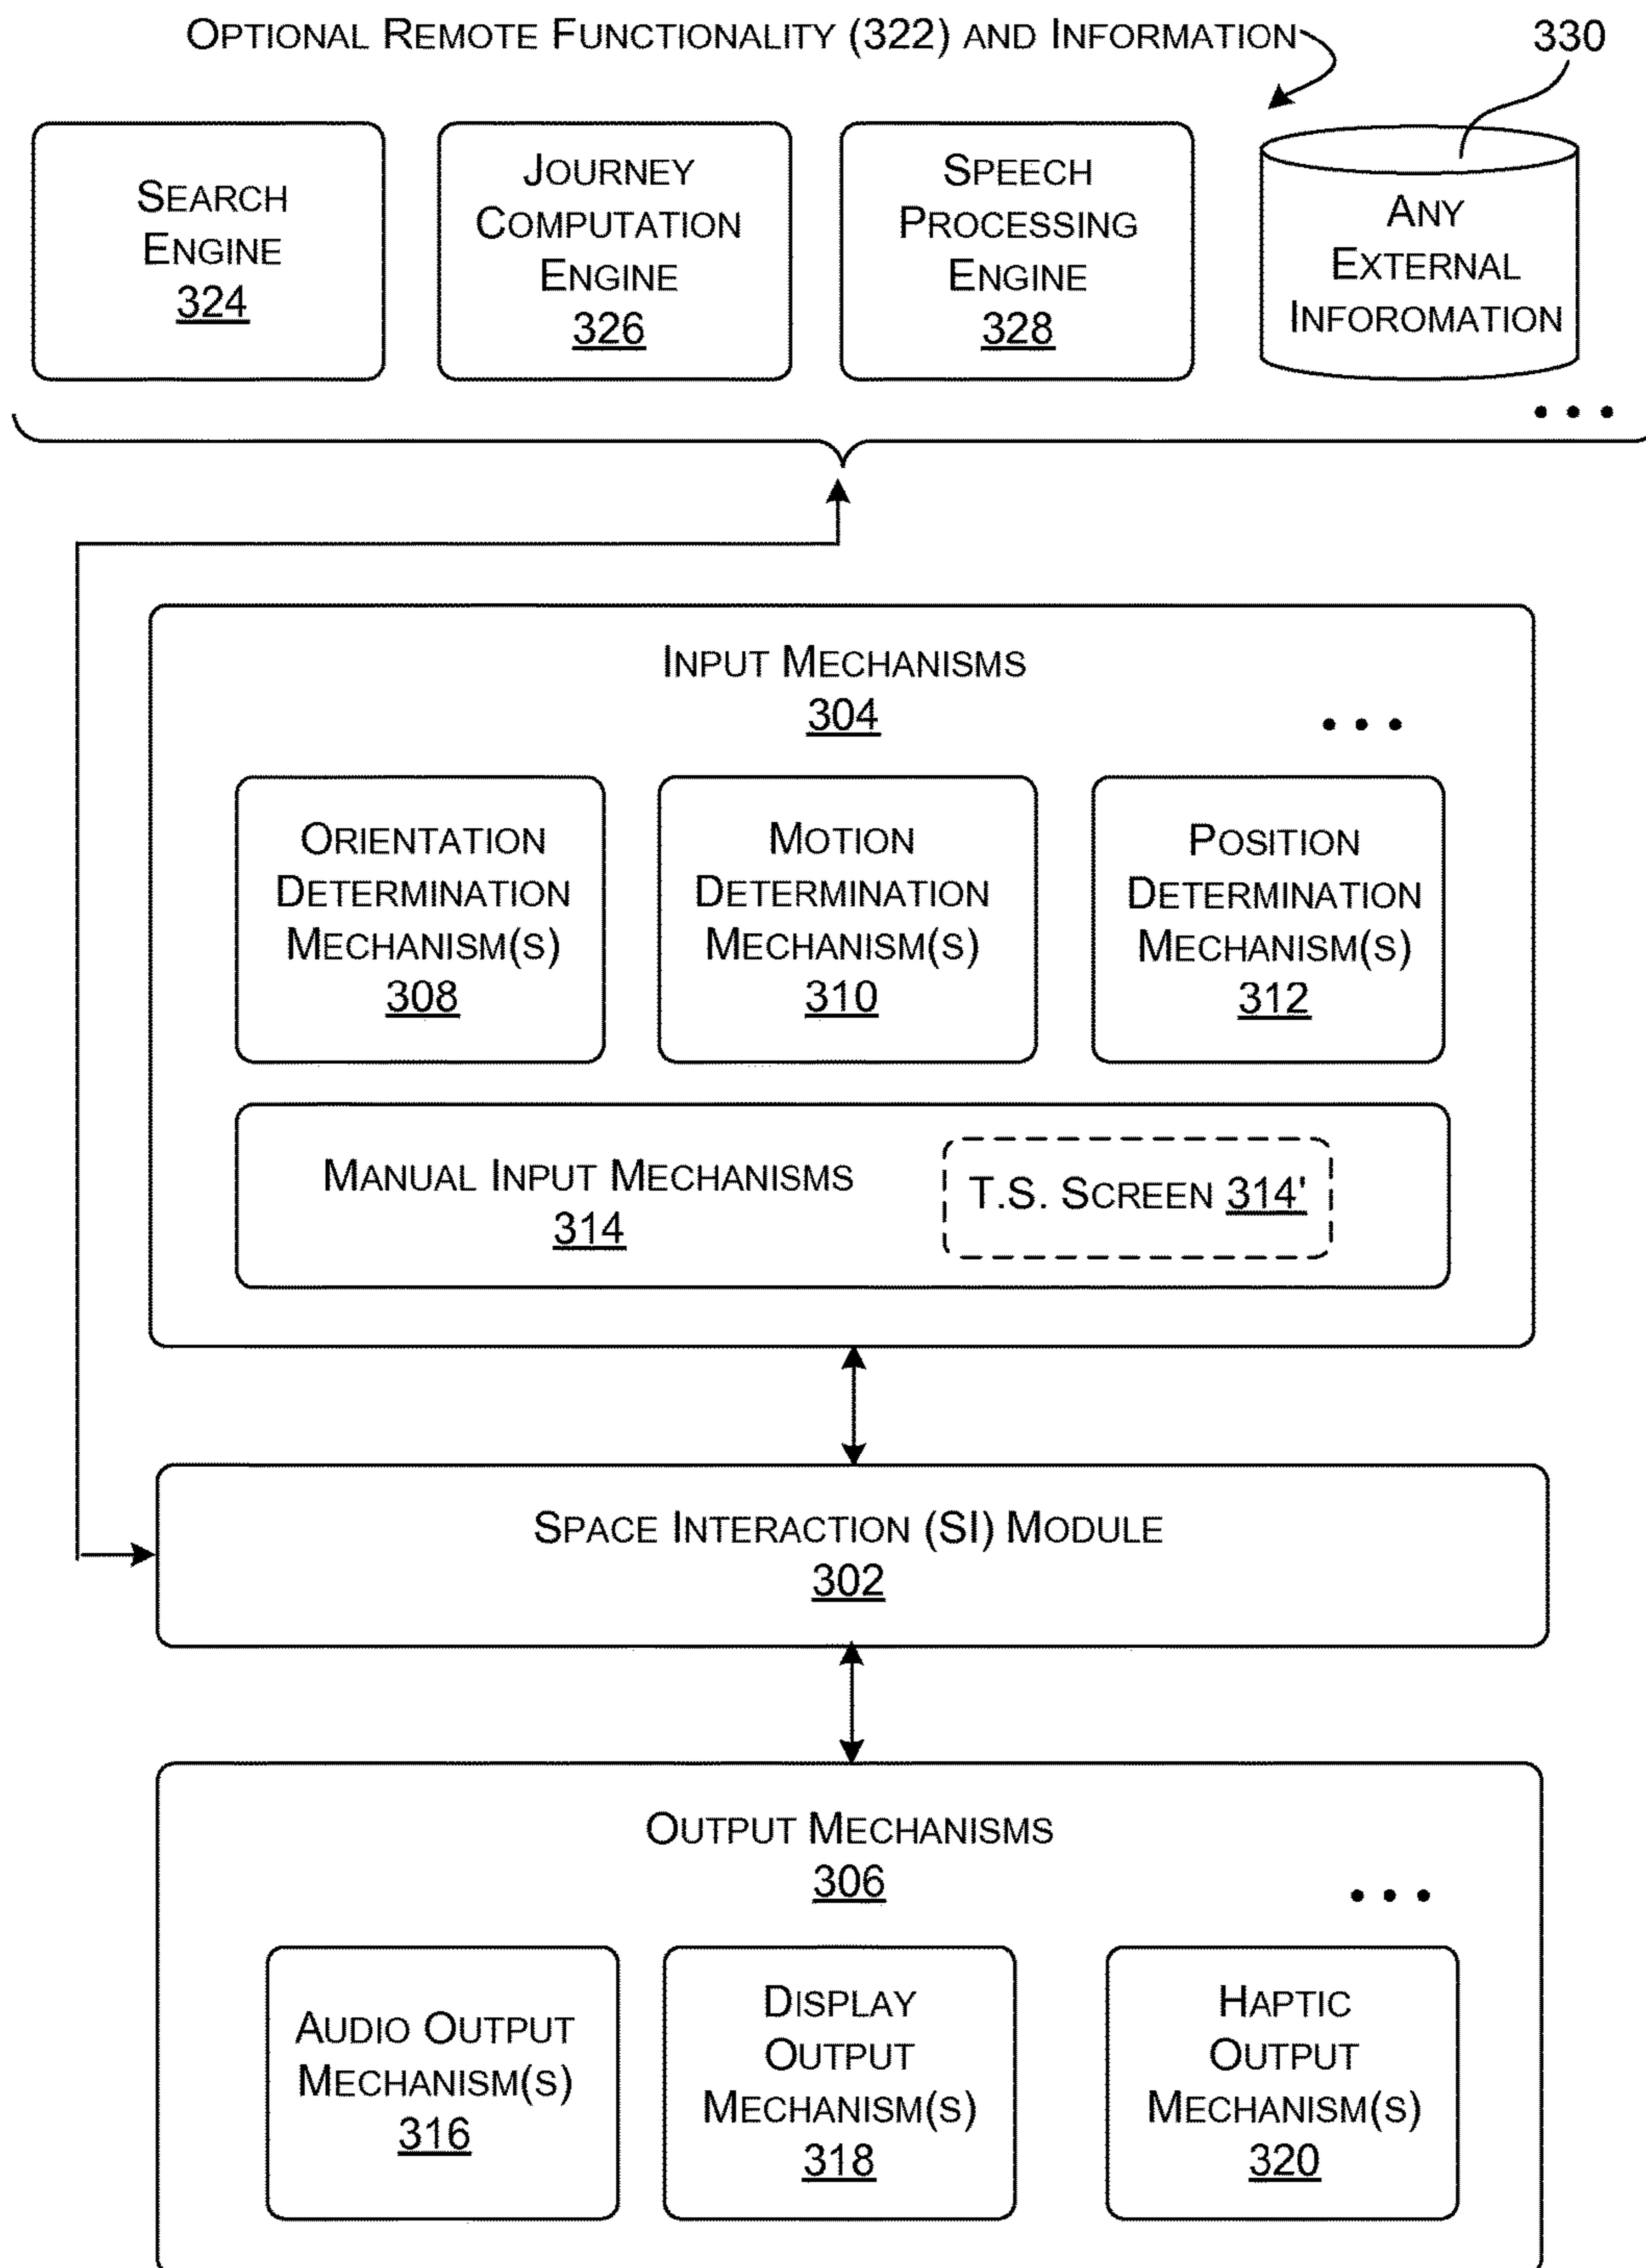 OPTIONAL REMOTE FUNCTIONALITY (322) AND INFORMATION
330
SEARCH
ENGINE
324
JOURNEY
COMPUTATION
ENGINE
326
SPEECH
PROCESSING
ENGINE
328
ANY
EXTERNAL
INFOROMATION
INPUT MECHANISMS
304
ORIENTATION
DETERMINATION
MECHANISM(S)
308
MOTION
DETERMINATION
MECHANISM(S)
310
POSITION
DETERMINATION
MECHANISM(S)
312
MANUAL INPUT MECHANISMS
314
T.S. SCREEN 314'
SPACE INTERACTION (SI) MODULE
302
OUTPUT MECHANISMS
306
AUDIO OUTPUT
MECHANISM(S)
316
DISPLAY
OUTPUT
MECHANISM(S)
318
HAPTIC
OUTPUT
MECHANISM(S)
320